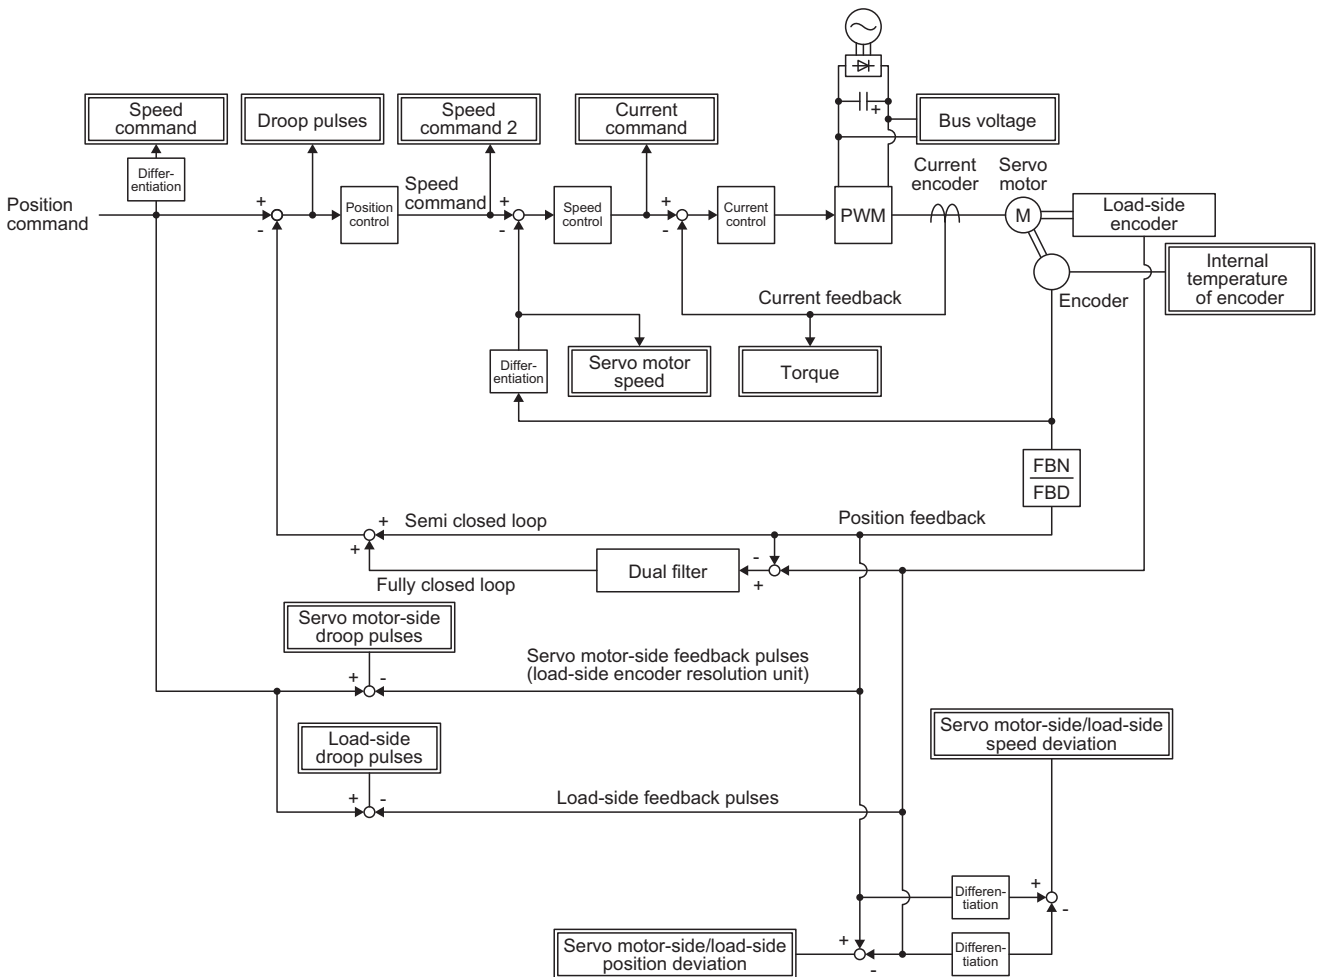 Speed
command
Droop pulses
Speed
command 2
Current
command
Bus voltage
Differ-
entiation
Position
command
+
-
Position
control
Speed
command
+
-
Speed
control
+
-
Current
control
PWM
+
Current
encoder
Servo
motor
M
Load-side
encoder
Internal
temperature
of encoder
Encoder
Current feedback
Differ-
entiation
Servo motor
speed
Torque
FBN
FBD
Semi closed loop
Position feedback
+
+
Dual filter
-
+
Fully closed loop
Servo motor-side
droop pulses
Servo motor-side feedback pulses
(load-side encoder resolution unit)
+
-
Load-side
droop pulses
Servo motor-side/load-side
speed deviation
+
-
Load-side feedback pulses
Differen-
tiation
+
-
Servo motor-side/load-side
position deviation
+
-
Differen-
tiation